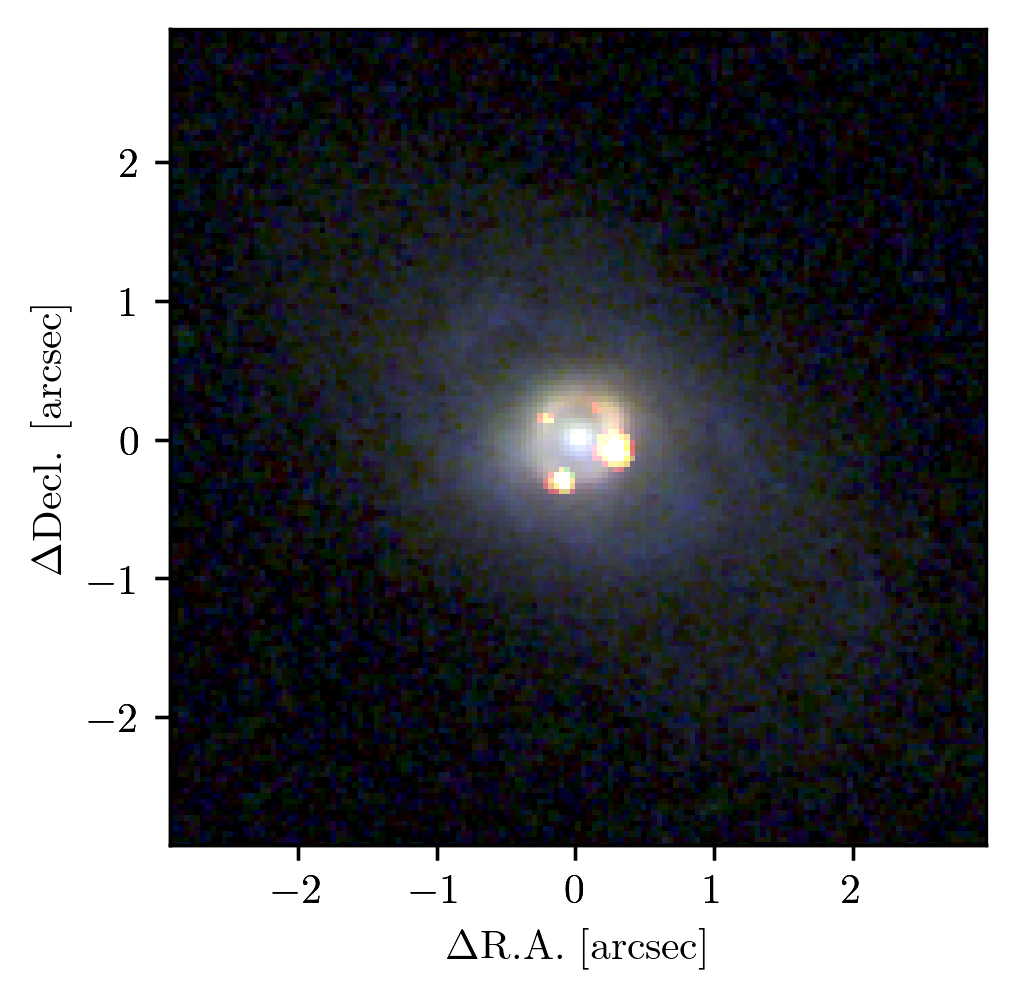 ΔDecl. [arcsec]
2
1
0
−1
−2
−2 −1 0 1 2
ΔR.A. [arcsec]